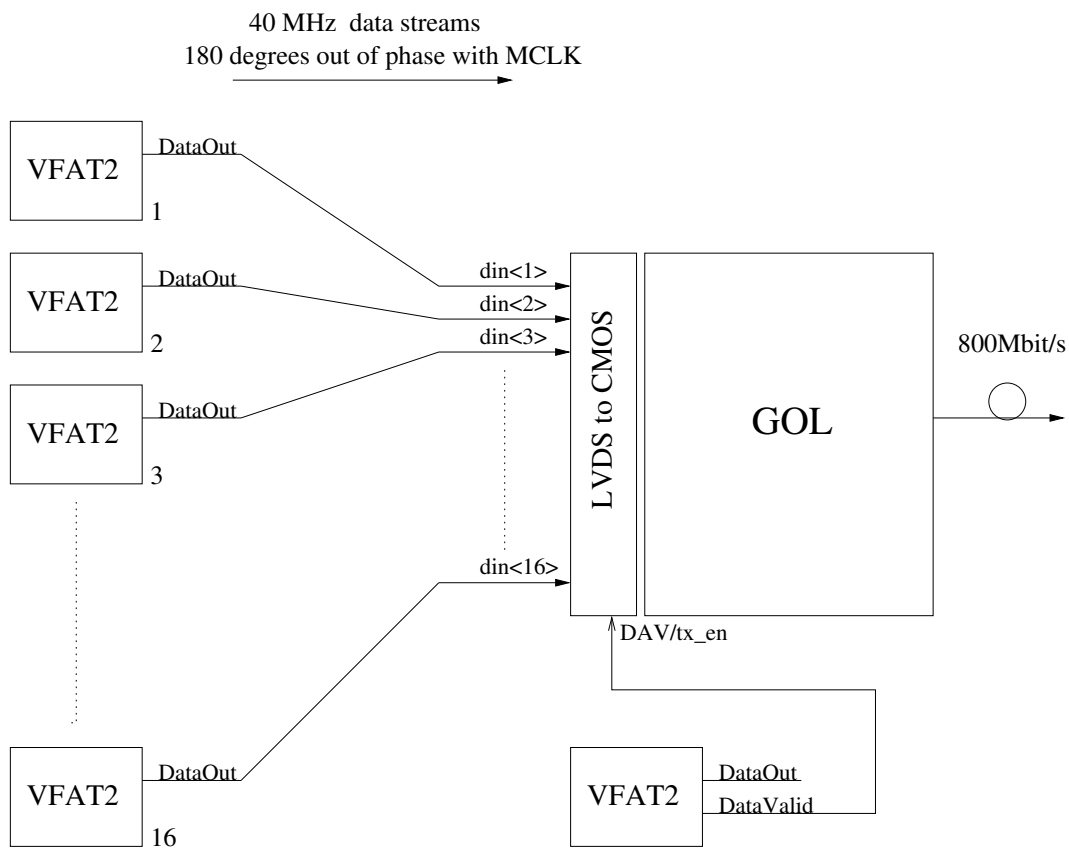 40 MHz data streams
180 degrees out of phase with MCLK
VFAT2
DataOut
1
VFAT2
DataOut
2
VFAT2
DataOut
3
din<1>
din<2>
din<3>
din<16>
LVDS to CMOS
GOL
800Mbit/s
DAV/tx_en
VFAT2
DataOut
16
VFAT2
DataOut
DataValid